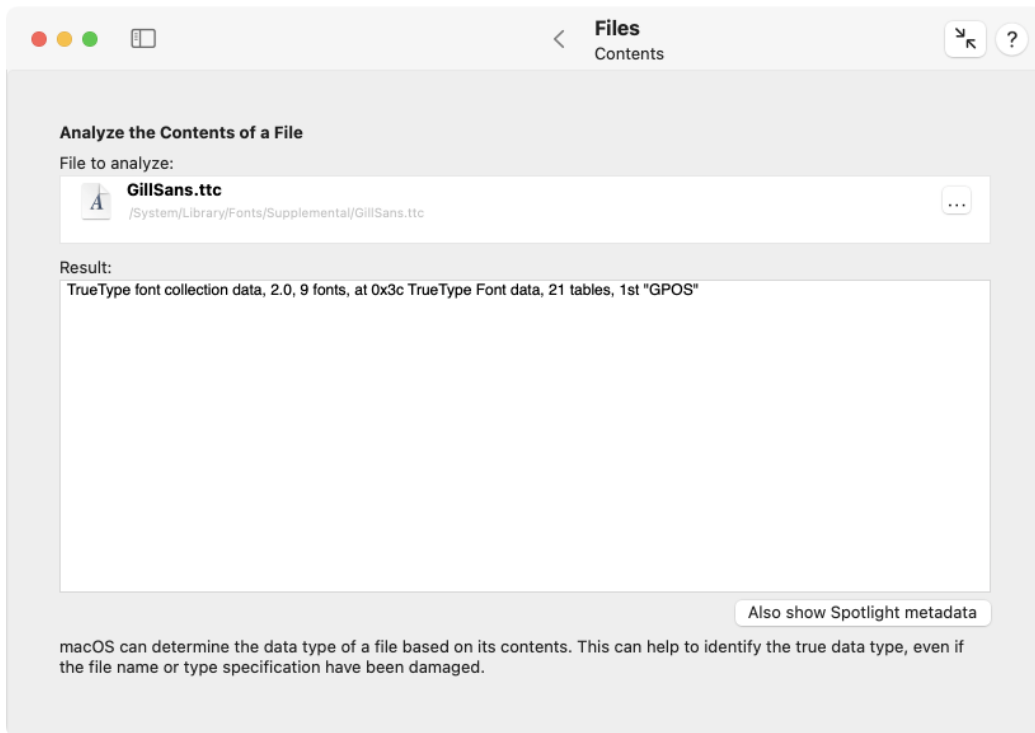 Files
Contents
?
Analyze the Contents of a File
File to analyze:
A
GillSans.ttc
/System/Library/Fonts/Supplemental/GillSans.ttc
...
Result:
TrueType font collection data, 2.0, 9 fonts, at 0x3c TrueType Font data, 21 tables, 1st "GPOS"
Also show Spotlight metadata
macOS can determine the data type of a file based on its contents. This can help to identify the true data type, even if
the file name or type specification have been damaged.